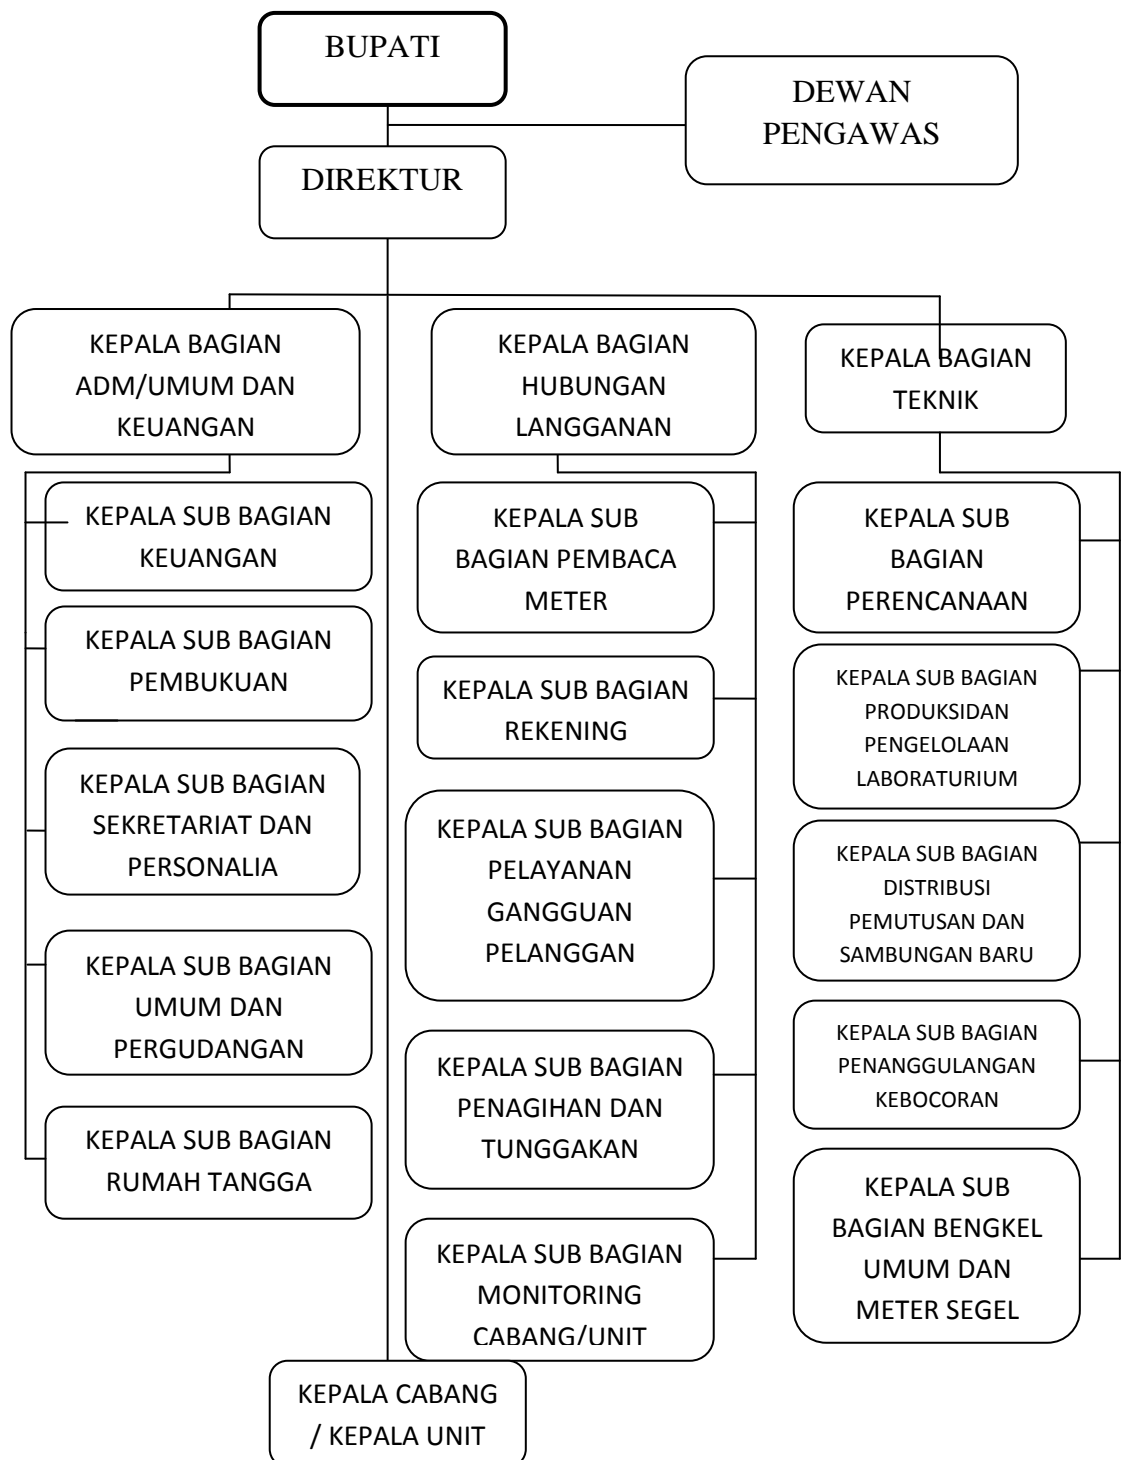 BUPATI
DEWAN
PENGAWAS
DIREKTUR
KEPALA BAGIAN
ADM/UMUM DAN
KEUANGAN
KEPALA SUB BAGIAN
KEUANGAN
KEPALA SUB BAGIAN
PEMBUKUAN
KEPALA SUB BAGIAN
SEKRETARIAT DAN
PERSONALIA
KEPALA SUB BAGIAN
UMUM DAN
PERGUDANGAN
KEPALA SUB BAGIAN
RUMAH TANGGA
KEPALA BAGIAN
HUBUNGAN
LANGGANAN
KEPALA SUB
BAGIAN PEMBACA
METER
KEPALA SUB BAGIAN
REKENING
KEPALA SUB BAGIAN
PELAYANAN
GANGGUAN
PELANGGAN
KEPALA SUB BAGIAN
PENAGIHAN DAN
TUNGGAKAN
KEPALA SUB BAGIAN
MONITORING
CABANG/UNIT
KEPALA BAGIAN
TEKNIK
KEPALA SUB
BAGIAN
PERENCANAAN
KEPALA SUB BAGIAN
PRODUKSIDAN
PENGELOLAAN
LABORATURIUM
KEPALA SUB BAGIAN
DISTRIBUSI
PEMUTUSAN DAN
SAMBUNGAN BARU
KEPALA SUB BAGIAN
PENANGGULANGAN
KEBOCORAN
KEPALA SUB
BAGIAN BENGKEL
UMUM DAN
METER SEGEL
KEPALA CABANG
/ KEPALA UNIT